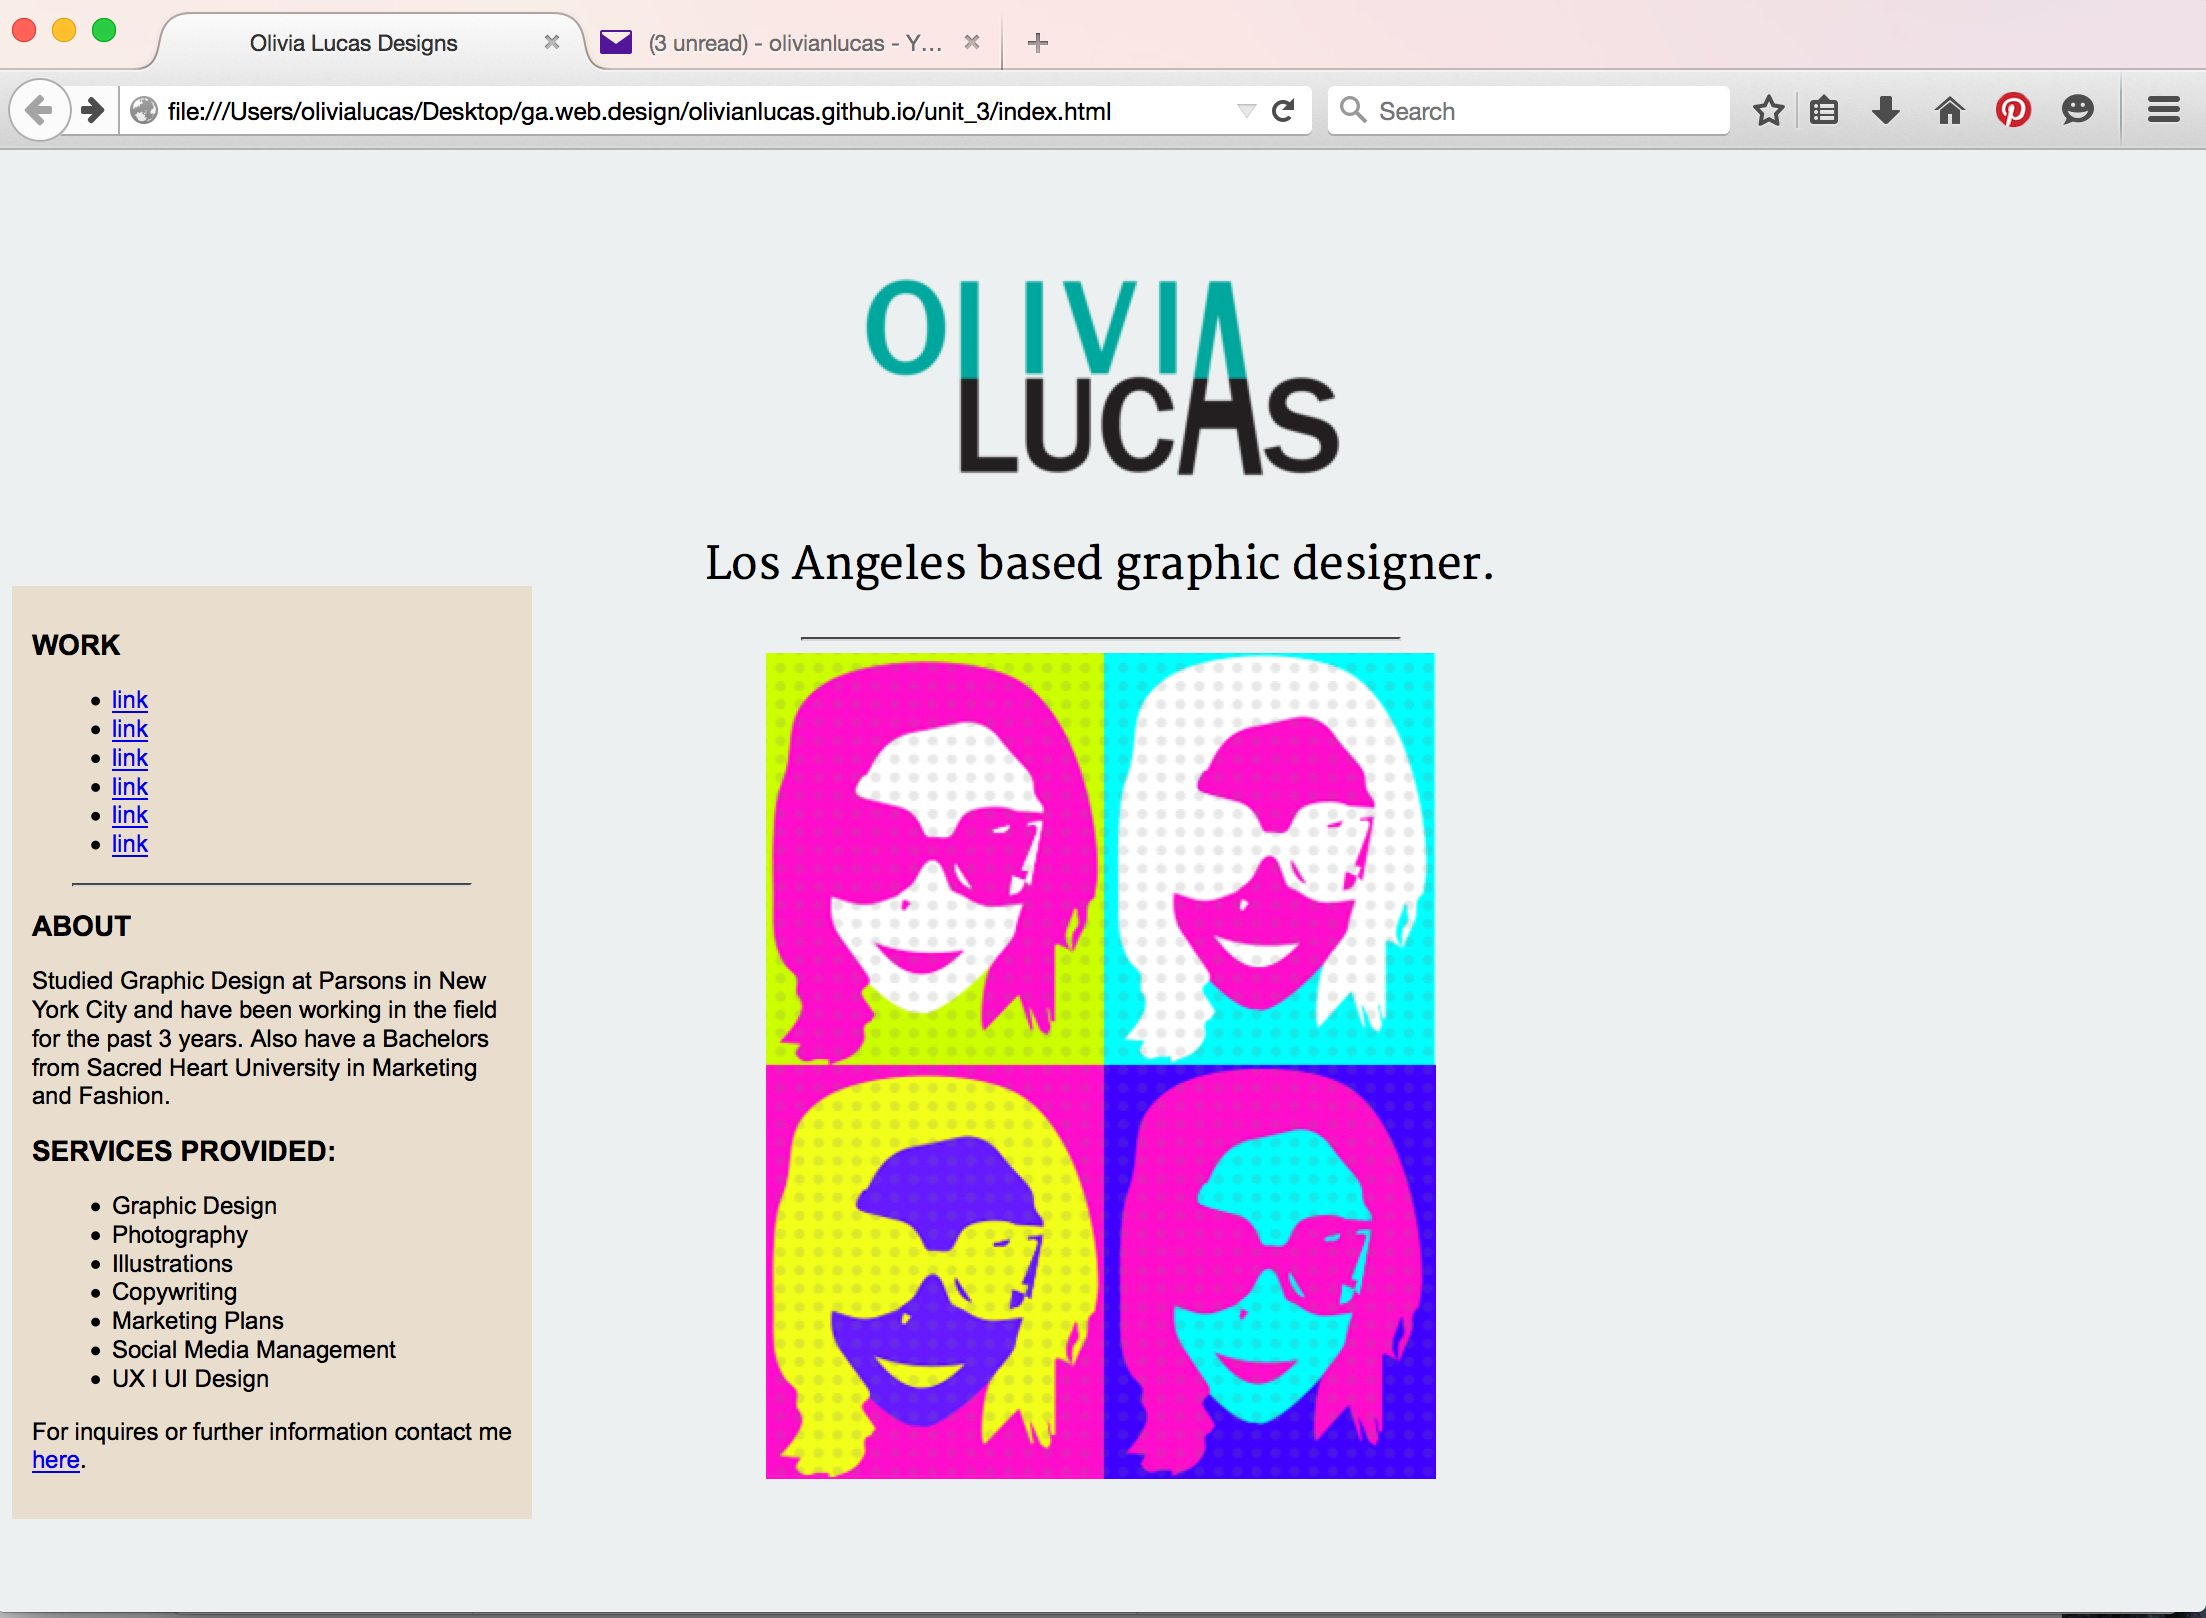 Olivia Lucas Designs
(3 unread) - olivianlucas - Y...
file:///Users/olivialucas/Desktop/ga.web.design/olivianlucas.github.io/unit_3/index.html
Search
OLIVIA
LUCAS
Los Angeles based graphic designer.
WORK
link
link
link
link
link
link
ABOUT
Studied Graphic Design at Parsons in New
York City and have been working in the field
for the past 3 years. Also have a Bachelors
from Sacred Heart University in Marketing
and Fashion.
SERVICES PROVIDED:
Graphic Design
Photography
Illustrations
Copywriting
Marketing Plans
Social Media Management
UX | UI Design
For inquires or further information contact me
here.